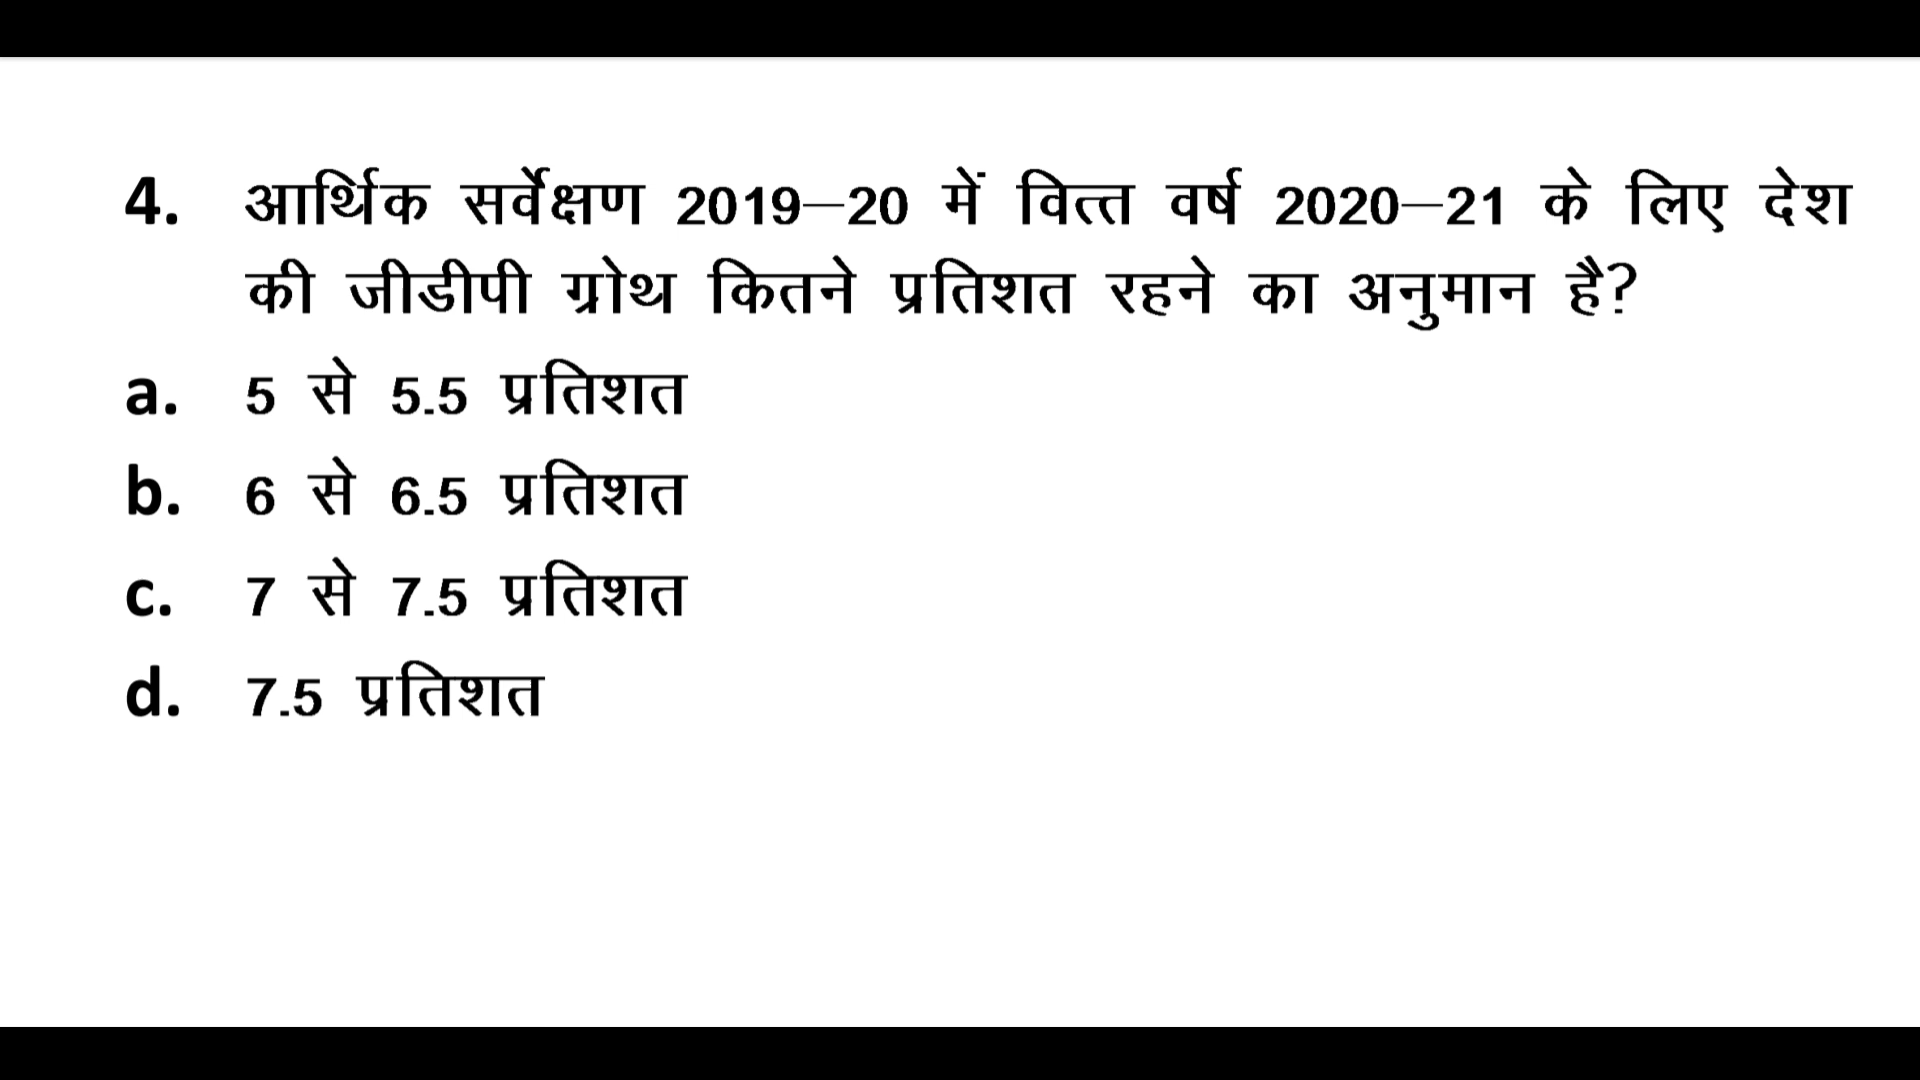 4. आर्थिक सर्वेक्षण 2019–20 में वित्त वर्ष 2020–21 के लिए देश
की जीडीपी ग्रोथ कितने प्रतिशत रहने का अनुमान है?
a. 5 से 5.5 प्रतिशत
b. 6 से 6.5 प्रतिशत
c. 7 से 7.5 प्रतिशत
d. 7.5 प्रतिशत